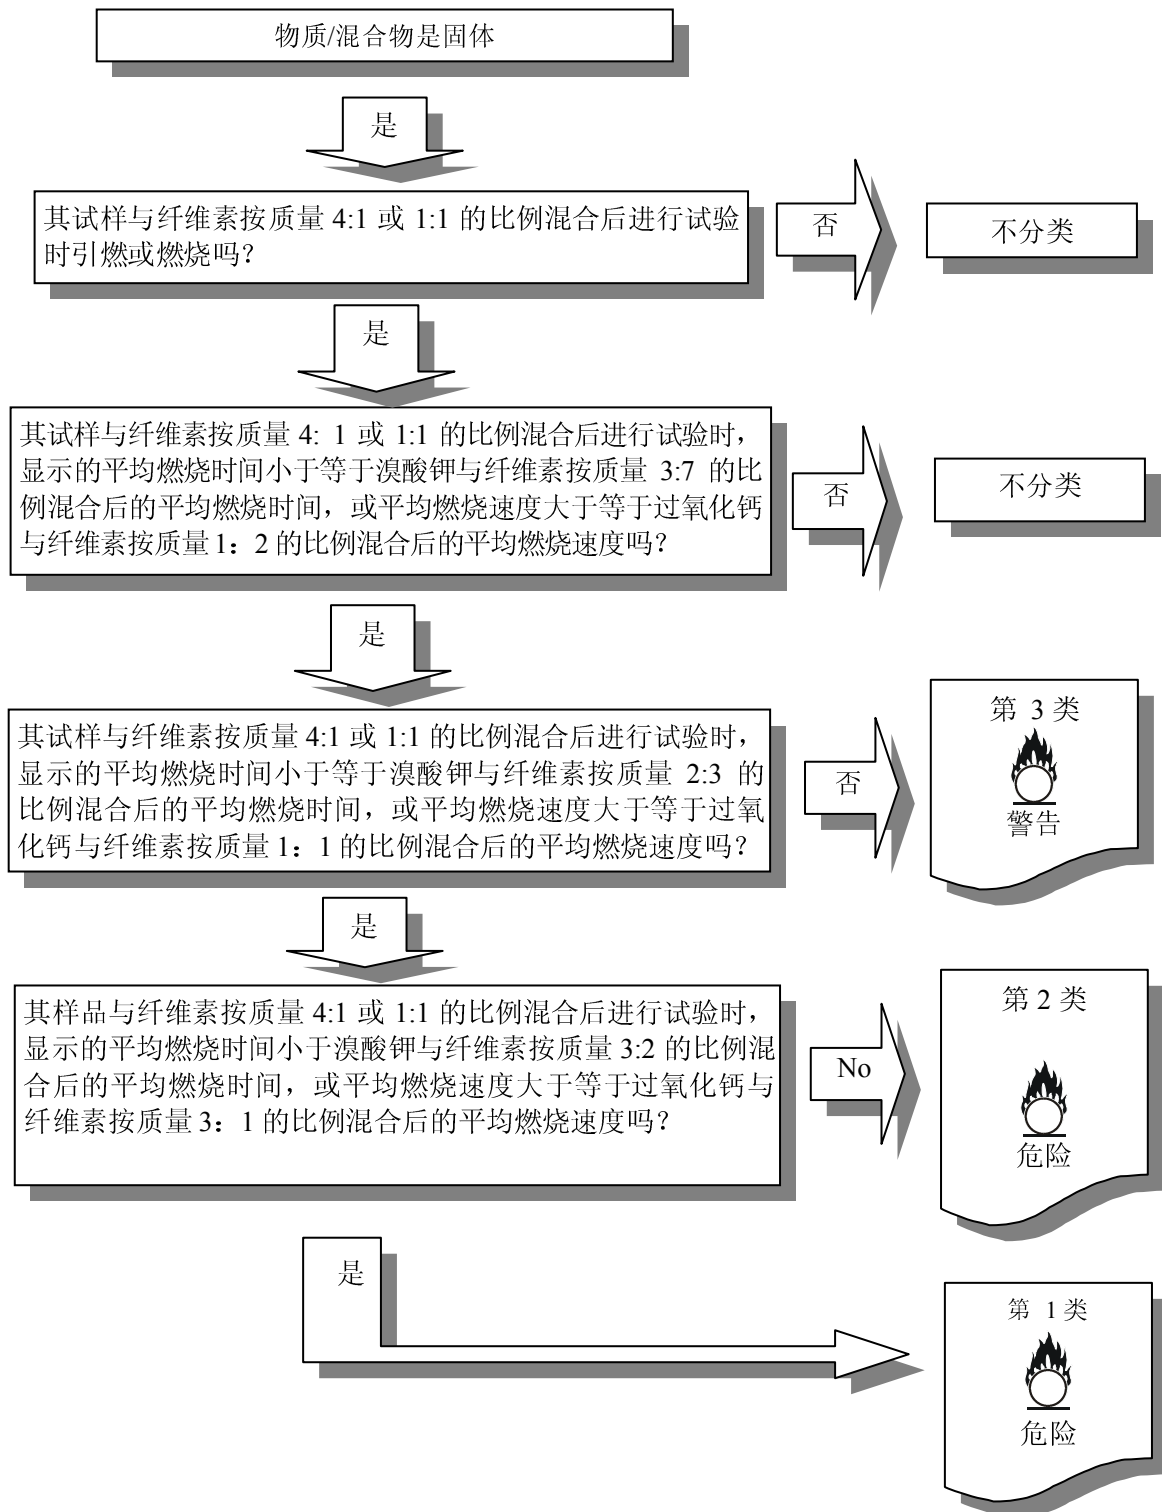 物质/混合物是固体
是
其试样与纤维素按质量 4:1 或 1:1 的比例混合后进行试验
时引燃或燃烧吗？
否
不分类
是
其试样与纤维素按质量 4: 1 或 1:1 的比例混合后进行试验时，
显示的平均燃烧时间小于等于溴酸钾与纤维素按质量 3:7 的比
例混合后的平均燃烧时间，或平均燃烧速度大于等于过氧化钙
与纤维素按质量 1：2 的比例混合后的平均燃烧速度吗？
否
不分类
是
其试样与纤维素按质量 4:1 或 1:1 的比例混合后进行试验时，
显示的平均燃烧时间小于等于溴酸钾与纤维素按质量 2:3 的
比例混合后的平均燃烧时间，或平均燃烧速度大于等于过氧
化钙与纤维素按质量 1：1 的比例混合后的平均燃烧速度吗？
否
第 3 类
警告
是
其样品与纤维素按质量 4:1 或 1:1 的比例混合后进行试验时，
显示的平均燃烧时间小于溴酸钾与纤维素按质量 3:2 的比例混
合后的平均燃烧时间，或平均燃烧速度大于等于过氧化钙与
纤维素按质量 3：1 的比例混合后的平均燃烧速度吗？
No
第 2 类
危险
是
第 1 类
危险